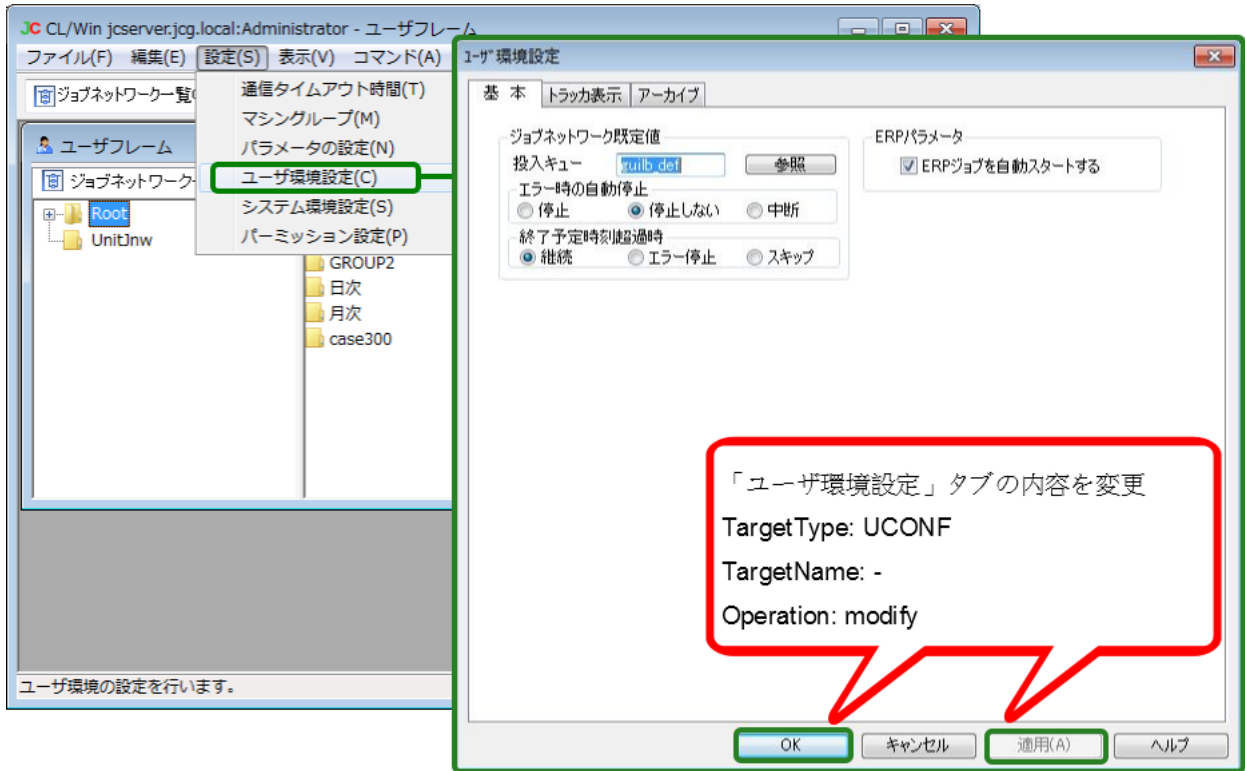 JC CL/Win jcserver.jcg.local:Administrator - ユーザフレーム
ファイル(F) 編集(E) 設定(S) 表示(V) コマンド(A)
ジョブネットワーク一覧
通信タイムアウト時間(T)
マシングループ(M)
パラメータの設定(N)
ユーザ環境設定(C)
システム環境設定(S)
パーミッション設定(P)
ユーザフレーム
ジョブネットワーク
Root
UnitJnw
GROUP2
日次
月次
case300
ユーザ環境の設定を行います。
ユーザ環境設定
基 本 トラッカ表示 アーカイブ
ジョブネットワーク既定値
投入キュー guilb_def 参照
エラー時の自動停止
停止 停止しない 中断
終了予定時刻超過時
継続 エラー停止 スキップ
ERPパラメータ
ERPジョブを自動スタートする
「ユーザ環境設定」タブの内容を変更
TargetType: UCONF
TargetName: -
Operation: modify
OK キャンセル 適用(A) ヘルプ